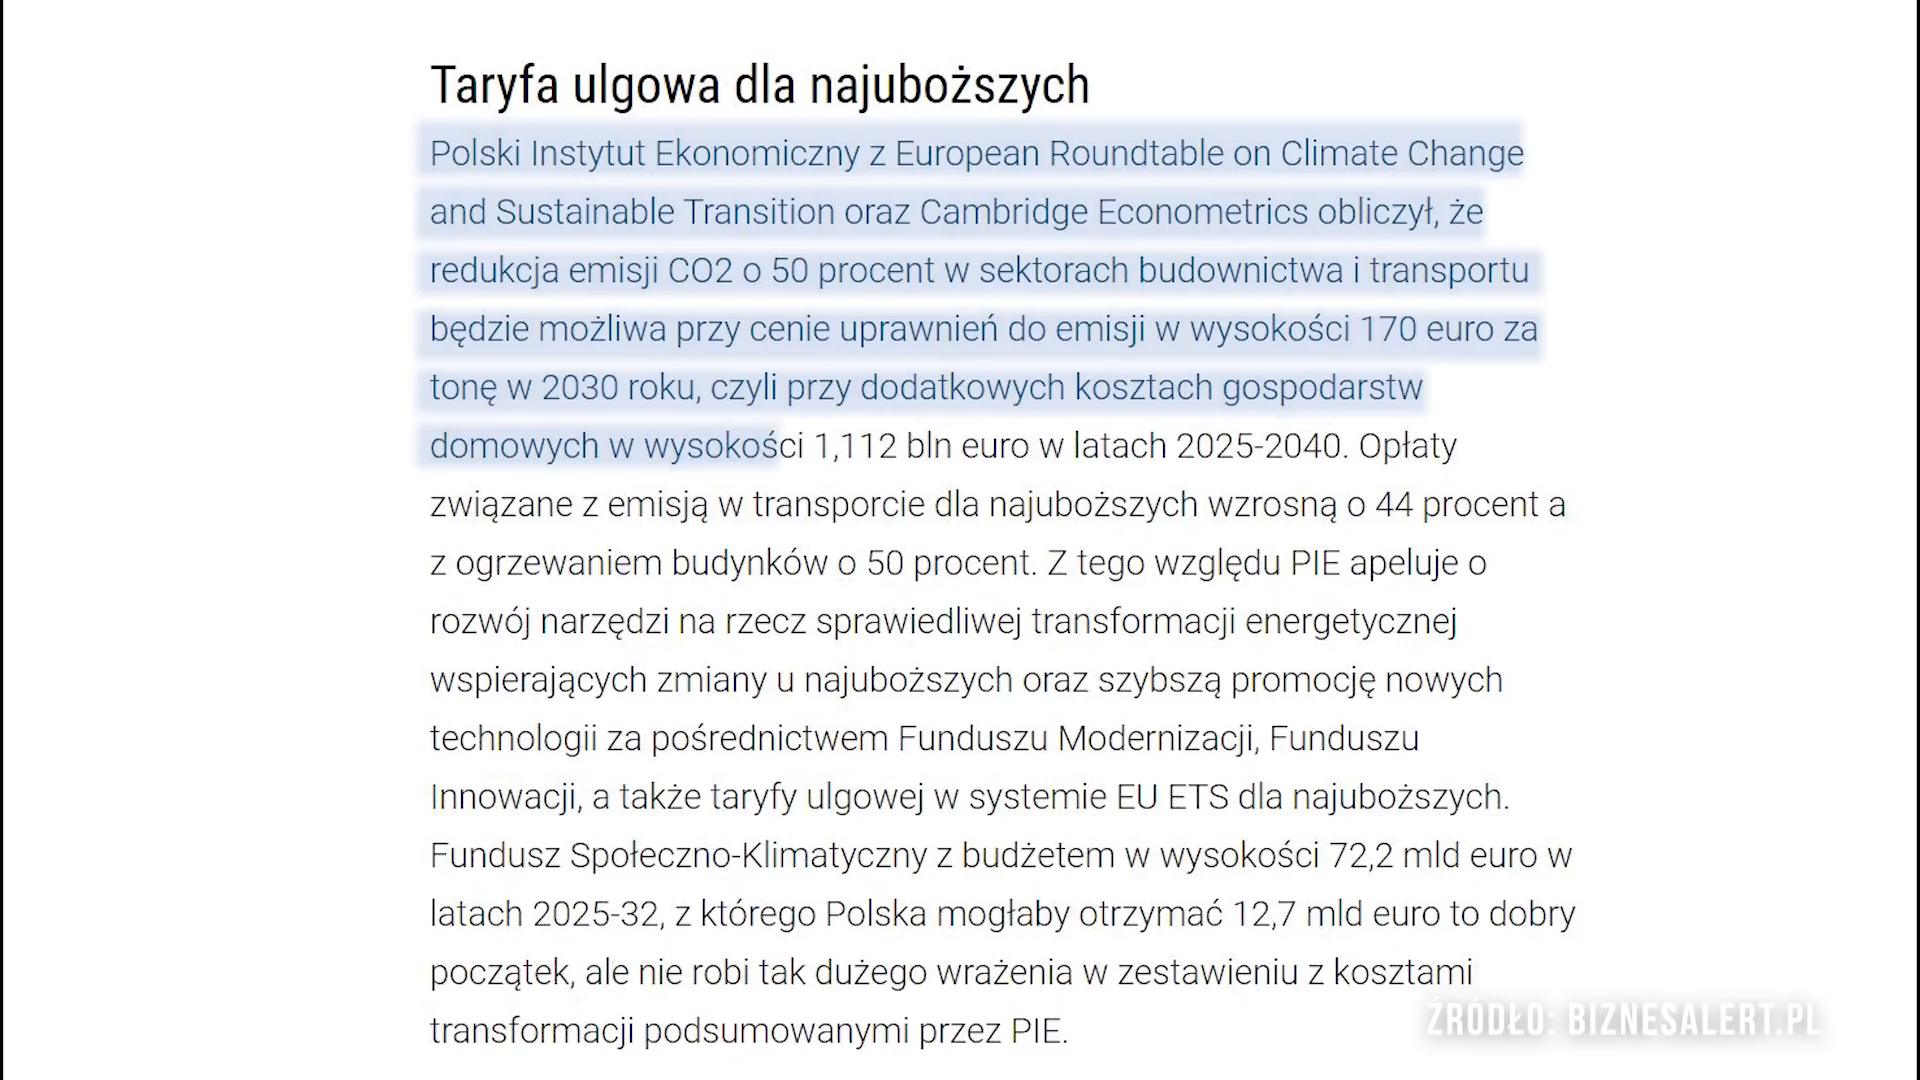 Taryfa ulgowa dla najuboższych
Polski Instytut Ekonomiczny z European Roundtable on Climate Change
and Sustainable Transition oraz Cambridge Econometrics obliczył, że
redukcja emisji CO2 o 50 procent w sektorach budownictwa i transportu
będzie możliwa przy cenie uprawnień do emisji w wysokości 170 euro za
tonę w 2030 roku, czyli przy dodatkowych kosztach gospodarstw
domowych w wysokości 1,112 bln euro w latach 2025-2040. Opłaty
związane z emisją w transporcie dla najuboższych wzrosną o 44 procent a
z ogrzewaniem budynków o 50 procent. Z tego względu PIE apeluje o
rozwój narzędzi na rzecz sprawiedliwej transformacji energetycznej
wspierających zmiany u najuboższych oraz szybszą promocję nowych
technologii za pośrednictwem Funduszu Modernizacji, Funduszu
Innowacji, a także taryfy ulgowej w systemie EU ETS dla najuboższych.
Fundusz Społeczno-Klimatyczny z budżetem w wysokości 72,2 mld euro w
latach 2025-32, z którego Polska mogłaby otrzymać 12,7 mld euro to dobry
początek, ale nie robi tak dużego wrażenia w zestawieniu z kosztami
transformacji podsumowanymi przez PIE.
ŹRÓDŁO: BIZNESALERT.PL